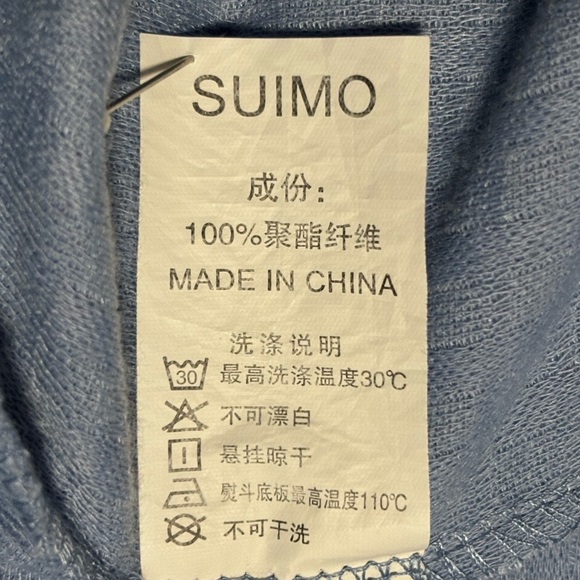 SUIMO
成份：
100%聚酯纤维
MADE IN CHINA
洗涤说明
30 最高洗涤温度30℃
不可漂白
悬挂晾干
熨斗底板最高温度110℃
不可干洗